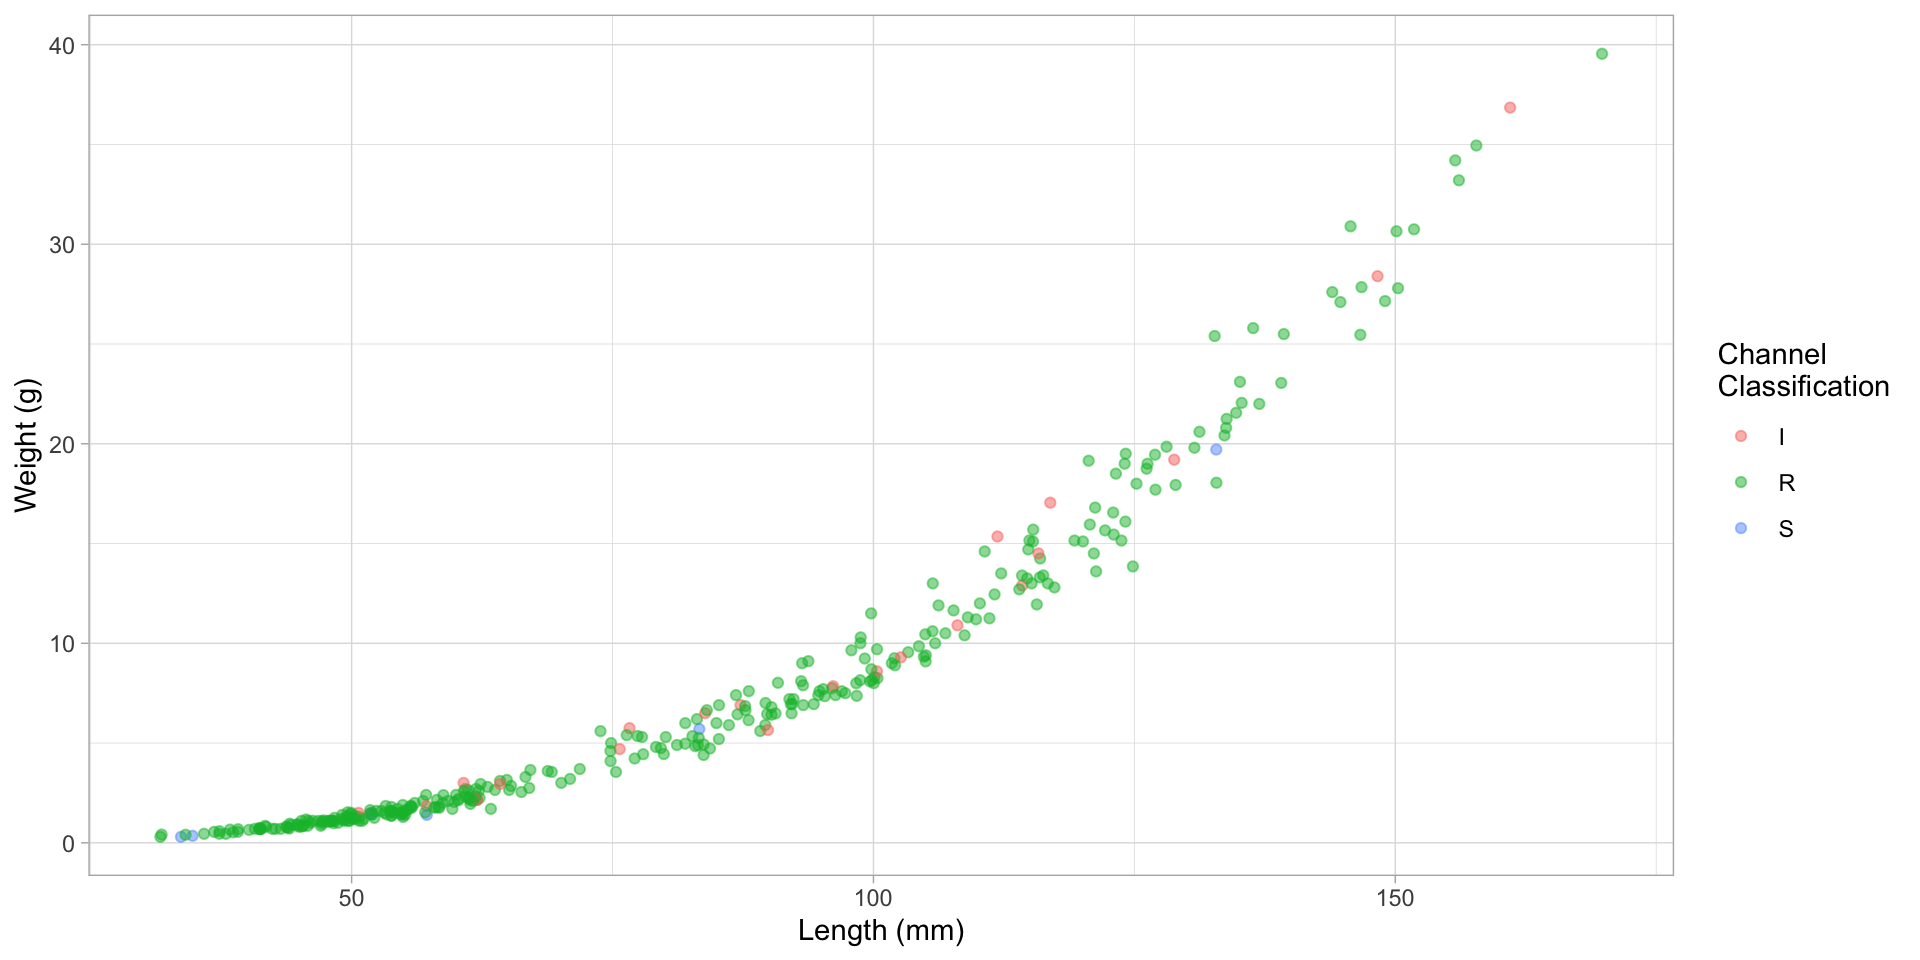 40
30
20
10
0
Weight (g)
50 100 150
Length (mm)
Channel
Classification
I
R
S